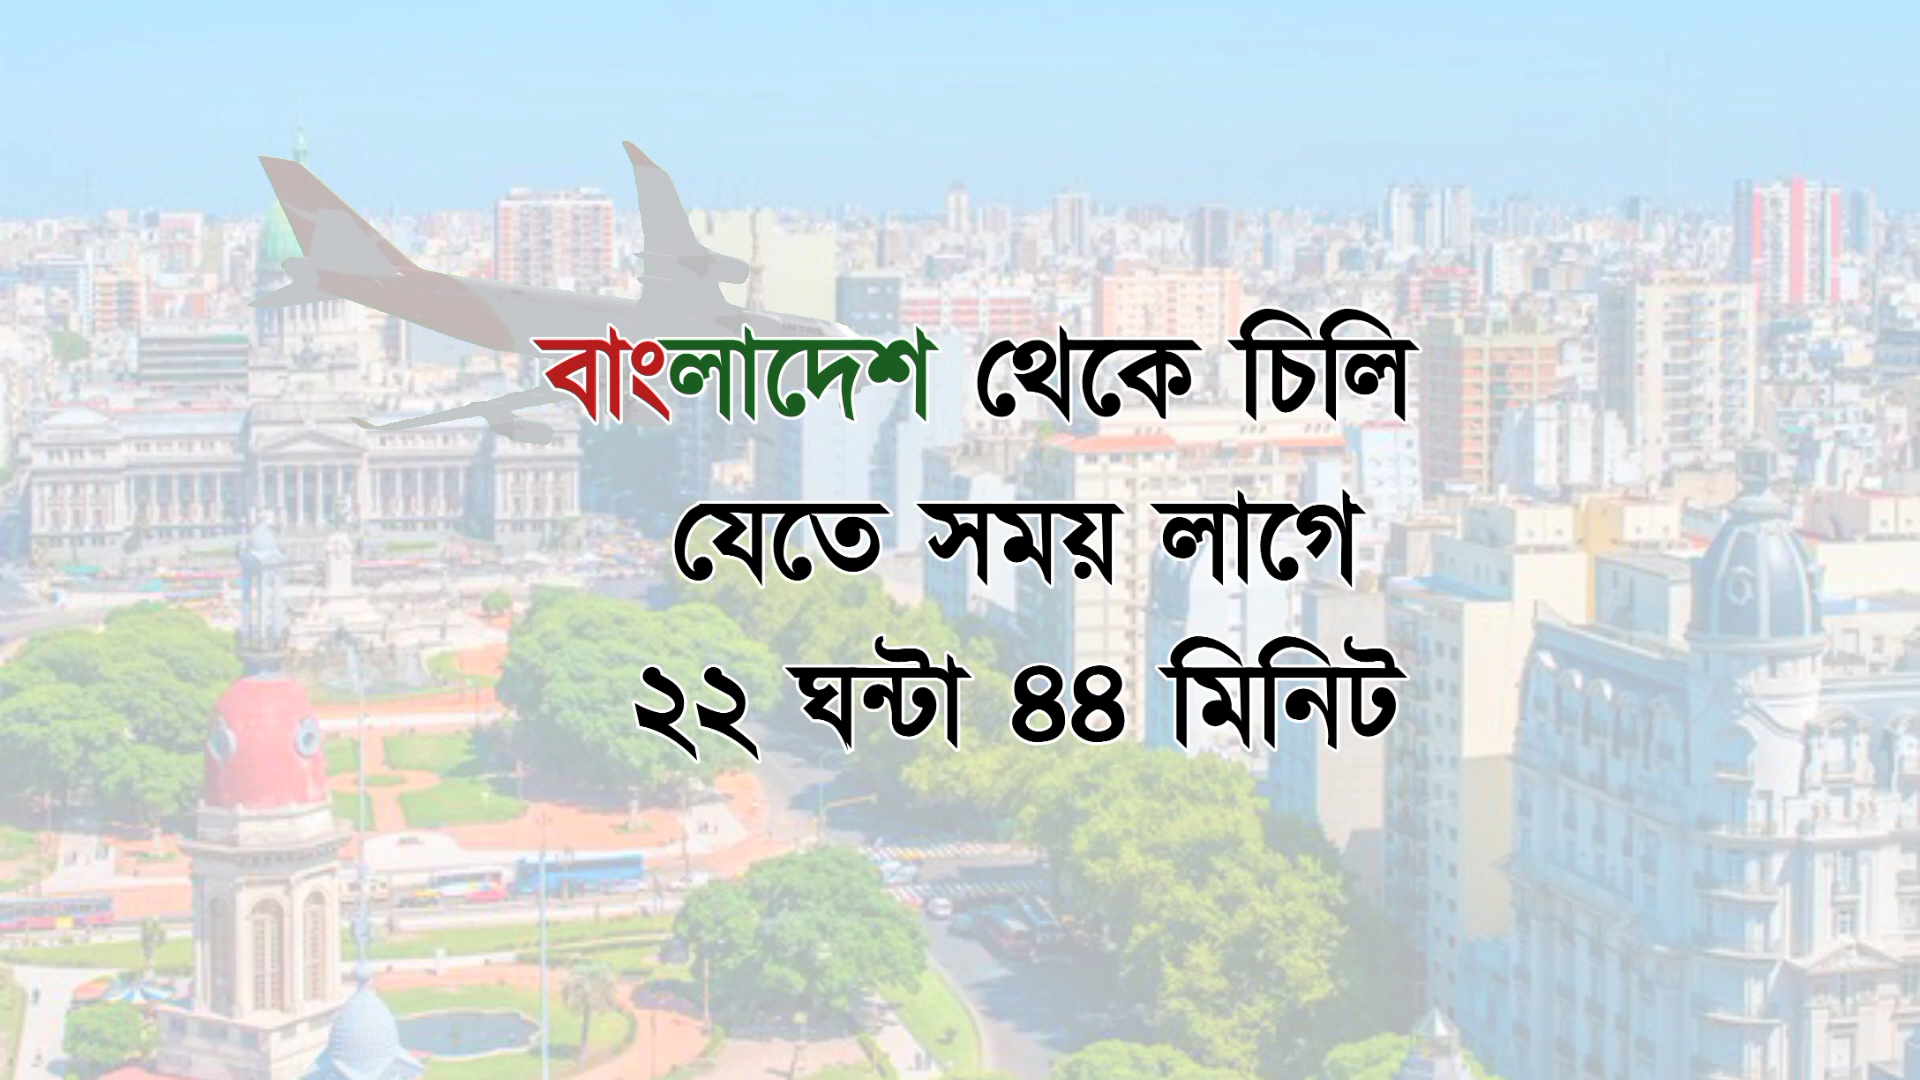 বাংলাদেশ থেকে চিলি
যেতে সময় লাগে
২২ ঘন্টা ৪৪ মিনিট